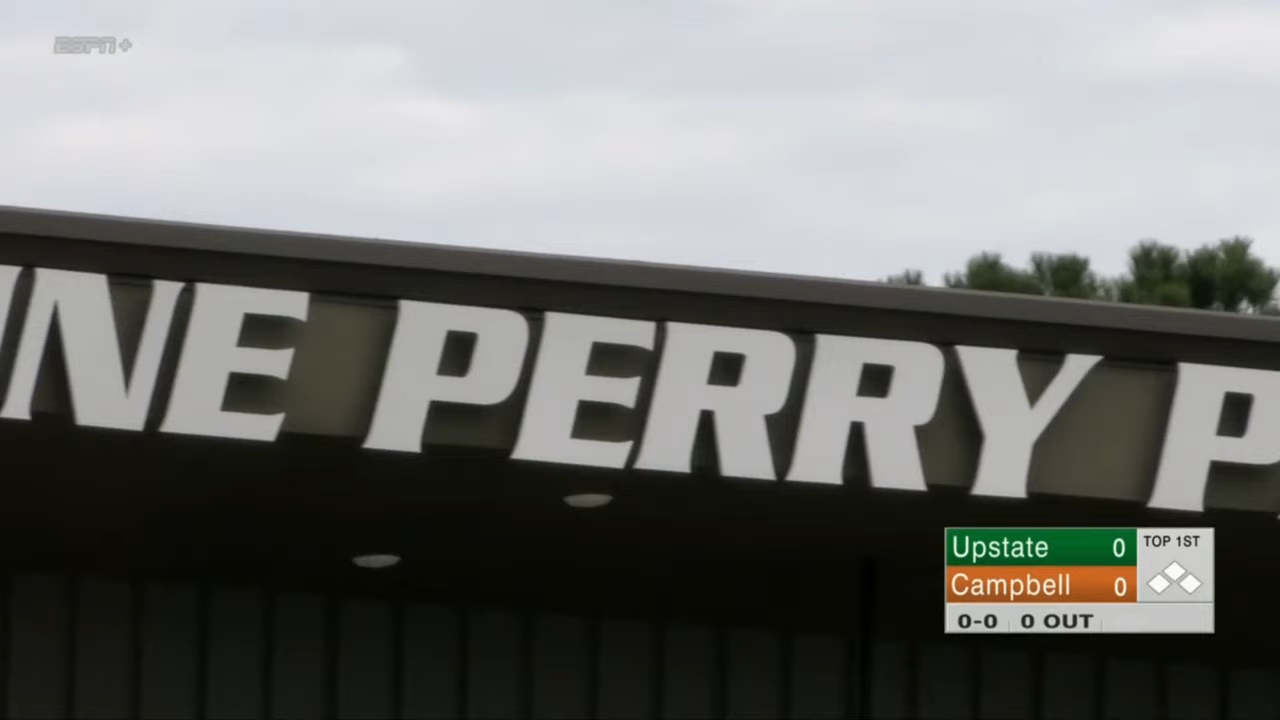 ESPN+
NE PERRY P
Upstate 0
TOP 1ST
Campbell 0
0-0 0 OUT